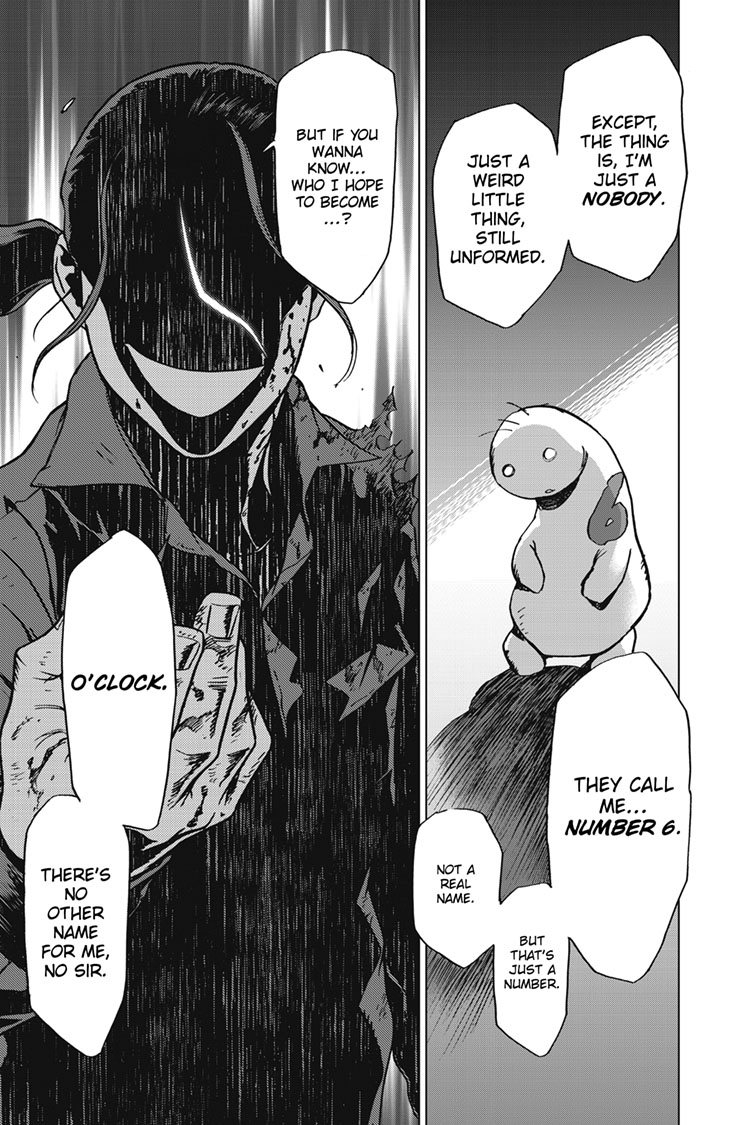 EXCEPT,
THE THING
IS, I'M
JUST A
NOBODY.
JUST A
WEIRD
LITTLE
THING,
STILL
UNFORMED.
THEY CALL
ME...
NUMBER 6.
BUT
THAT'S
JUST A
NUMBER.
NOT A
REAL
NAME.
BUT IF YOU
WANNA
KNOW...
WHO I HOPE
TO BECOME
...?
O'CLOCK.
THERE'S
NO
OTHER
NAME
FOR ME,
NO SIR.